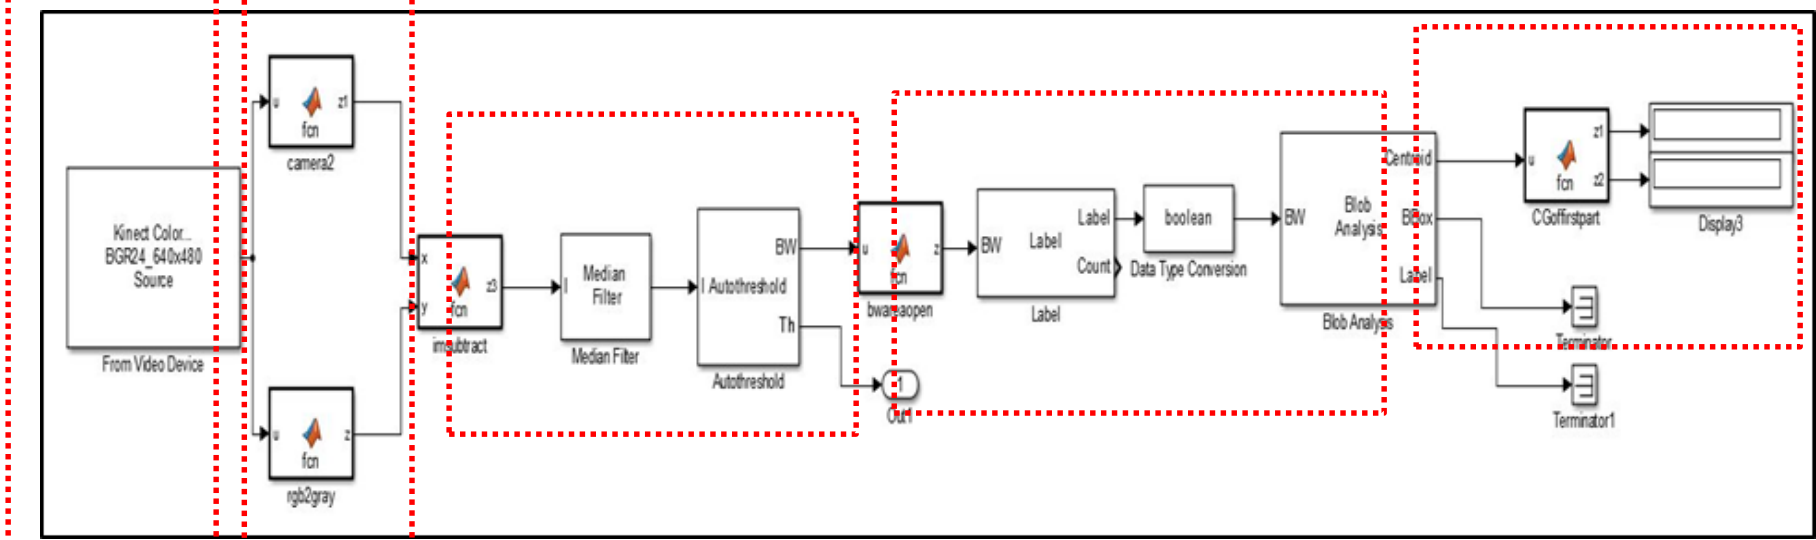 Kinect Color...
BGR24_640x480
Source
From Video Device
u
z1
fcn
camera2
u
z
fcn
rgb2gray
x
y
z3
fcn
imsubtract
I
Median
Filter
Median Filter
I Autothreshold
BW
Th
Autothreshold
1
Out1
u
z
fcn
bwareaopen
BW
Label
Label
Count
Label
boolean
Data Type Conversion
BW
Blob
Analysis
Centroid
BBox
Label
Blob Analysis
u
z1
z2
fcn
CGoffirstpart
Display3
Terminator
Terminator1